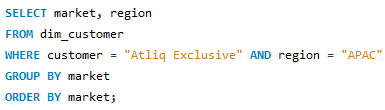 SELECT market, region
FROM dim_customer
WHERE customer = "Atliq Exclusive" AND region = "APAC"
GROUP BY market
ORDER BY market;